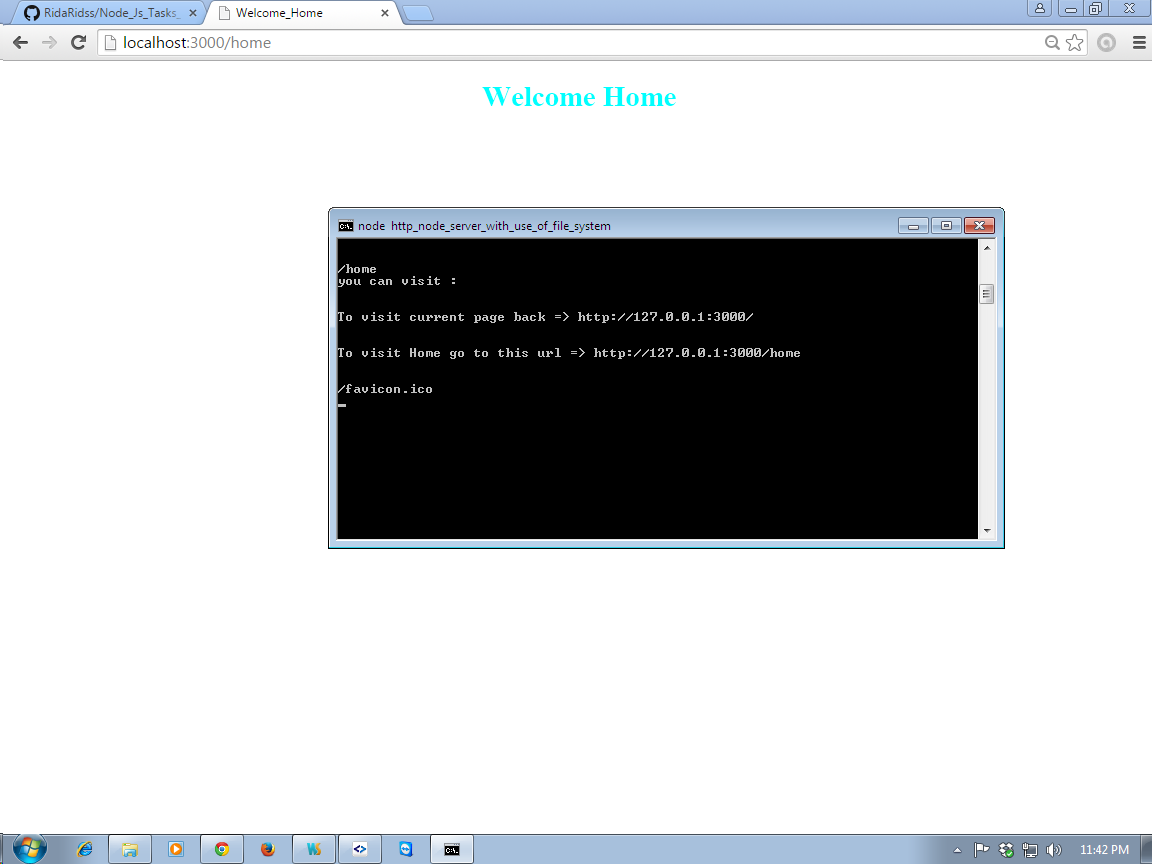 RidaRidss/Node_Js_Tasks_
Welcome_Home
localhost:3000/home
Welcome Home
node http_node_server_with_use_of_file_system
/home
you can visit :
To visit current page back => http://127.0.0.1:3000/
To visit Home go to this url => http://127.0.0.1:3000/home
/favicon.ico
11:42 PM